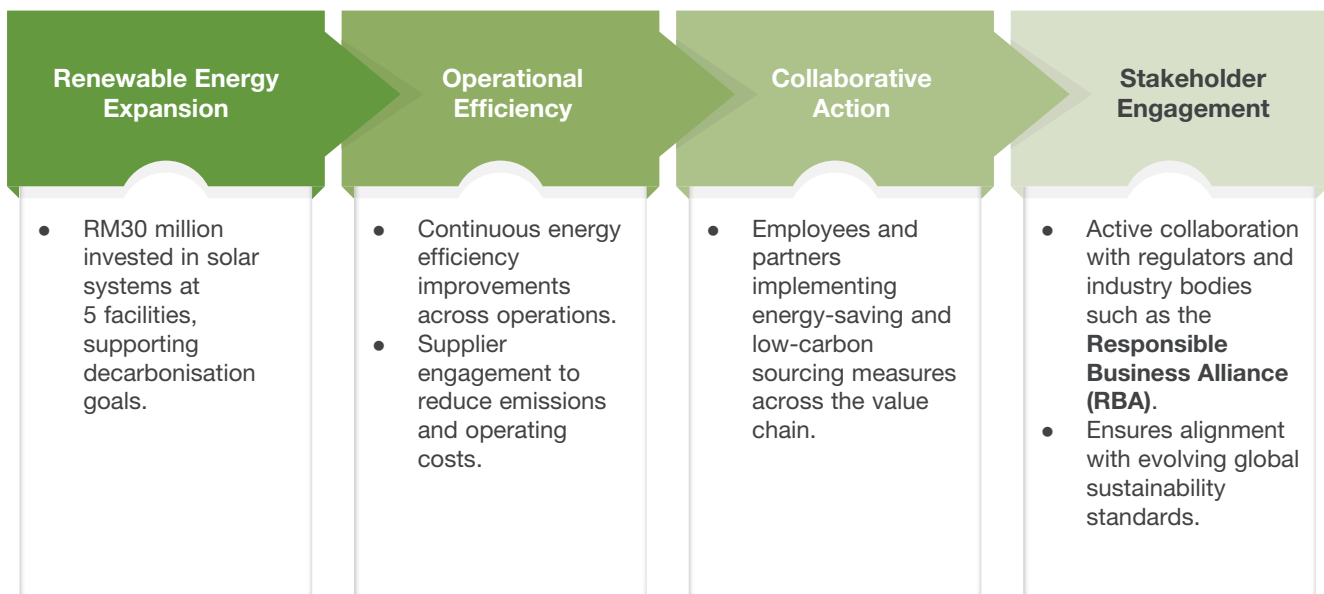 Renewable Energy
Expansion
● RM30 million
invested in solar
systems at
5 facilities,
supporting
decarbonisation
goals.
Operational
Efficiency
● Continuous energy
efficiency
improvements
across operations.
● Supplier
engagement to
reduce emissions
and operating
costs.
Collaborative
Action
● Employees and
partners
implementing
energy-saving and
low-carbon
sourcing measures
across the value
chain.
Stakeholder
Engagement
● Active collaboration
with regulators and
industry bodies
such as the
Responsible
Business Alliance
(RBA).
● Ensures alignment
with evolving global
sustainability
standards.